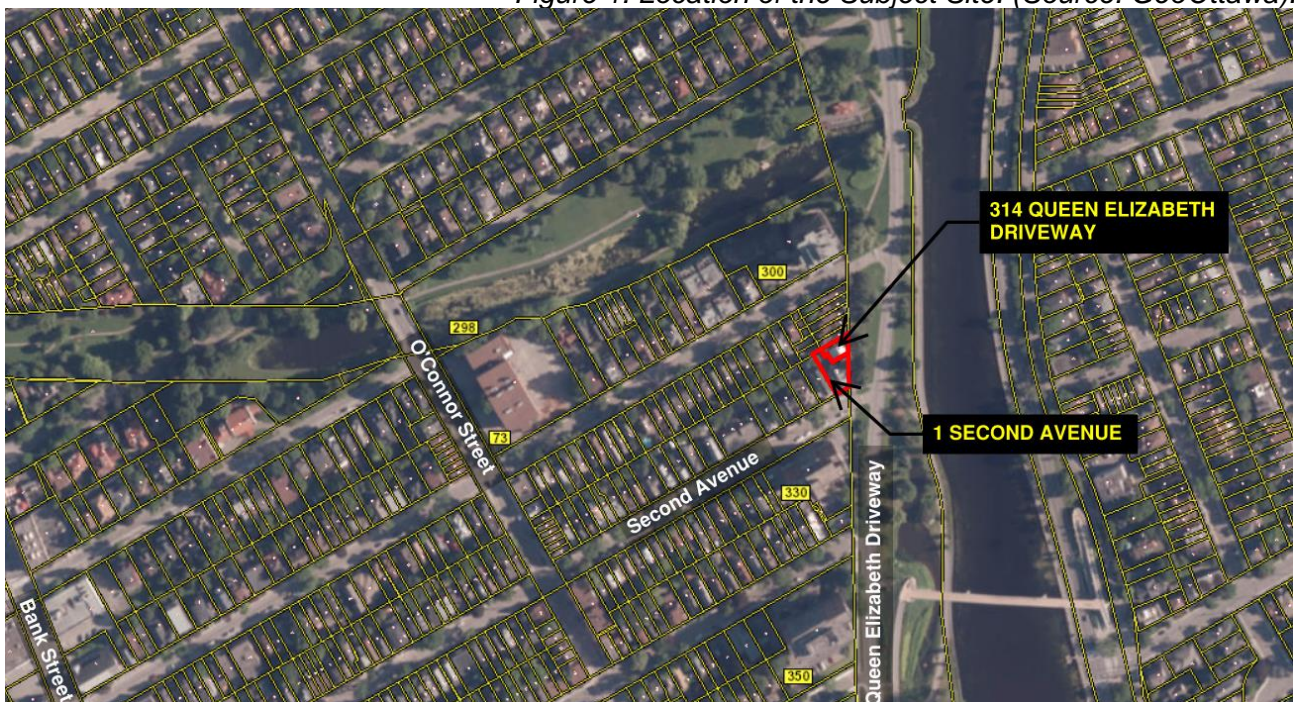 Figure 1: Location of the Subject Site. (Source: GeoOttawa).
314 QUEEN ELIZABETH
DRIVEWAY
300
298
O'Connor Street
1 SECOND AVENUE
73
Second Avenue
330
Queen Elizabeth Driveway
Bank Street
350